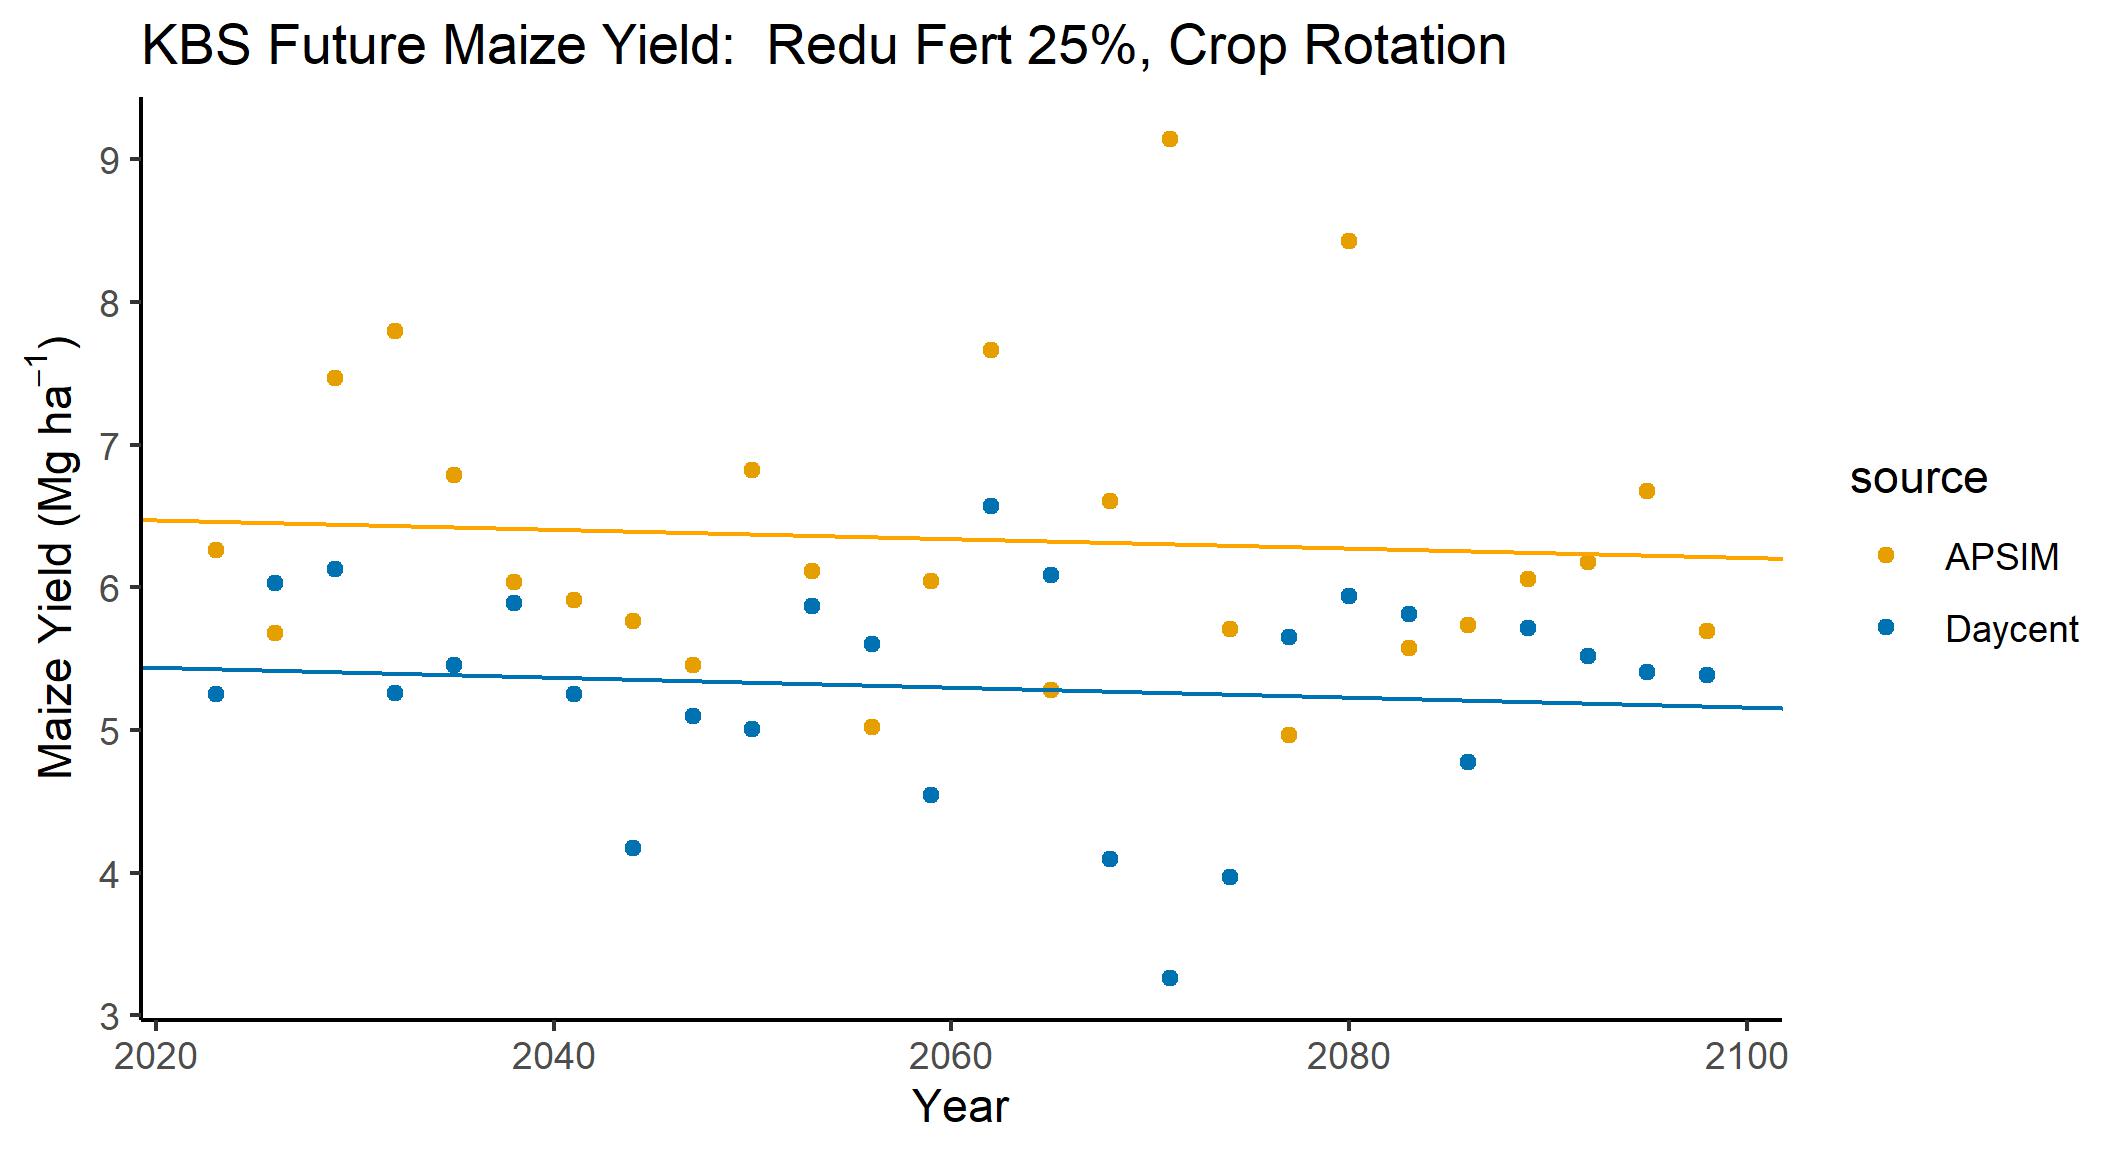 KBS Future Maize Yield:  Redu Fert 25%, Crop Rotation
Maize Yield (Mg ha⁻¹)
9
8
7
6
5
4
3
2020 2040 2060 2080 2100
Year
source
APSIM
Daycent